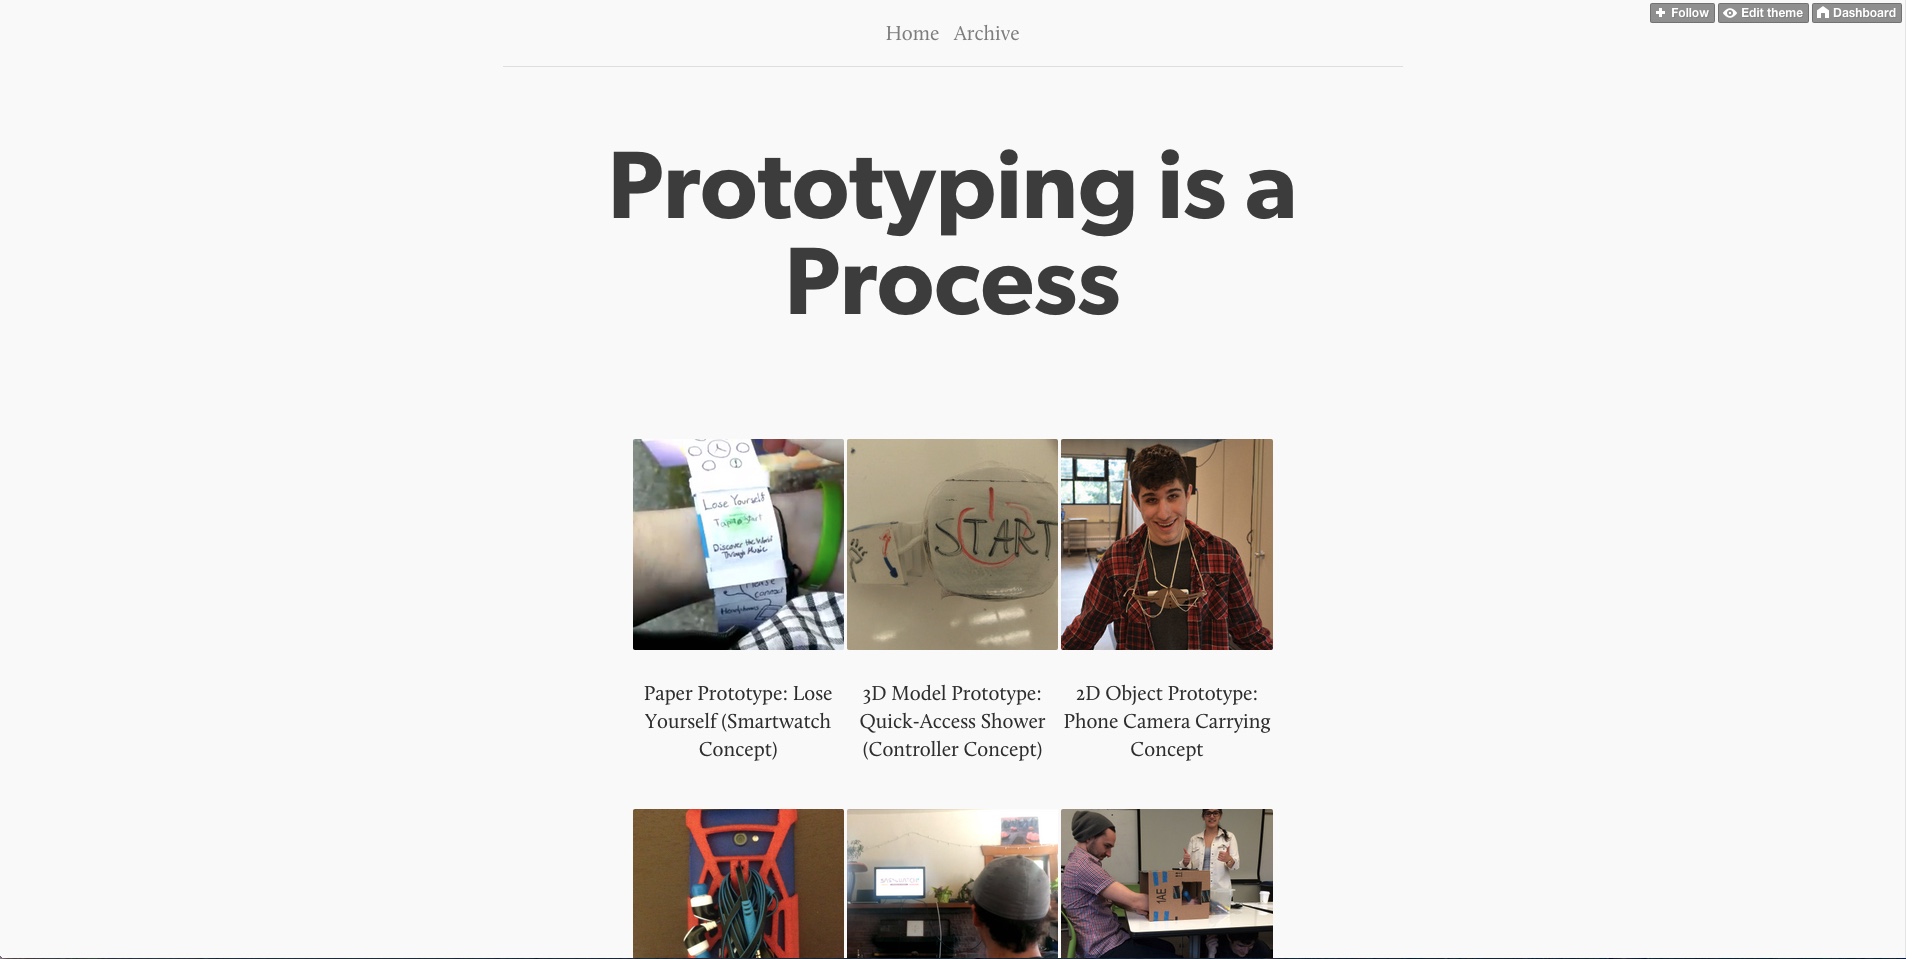 Follow Edit theme Dashboard
Home Archive
Prototyping is a
Process
Lose Yourself
Tap to Start
Discover the World
Through Music
connect
Headphones
START
Paper Prototype: Lose
Yourself (Smartwatch
Concept)
3D Model Prototype:
Quick-Access Shower
(Controller Concept)
2D Object Prototype:
Phone Camera Carrying
Concept